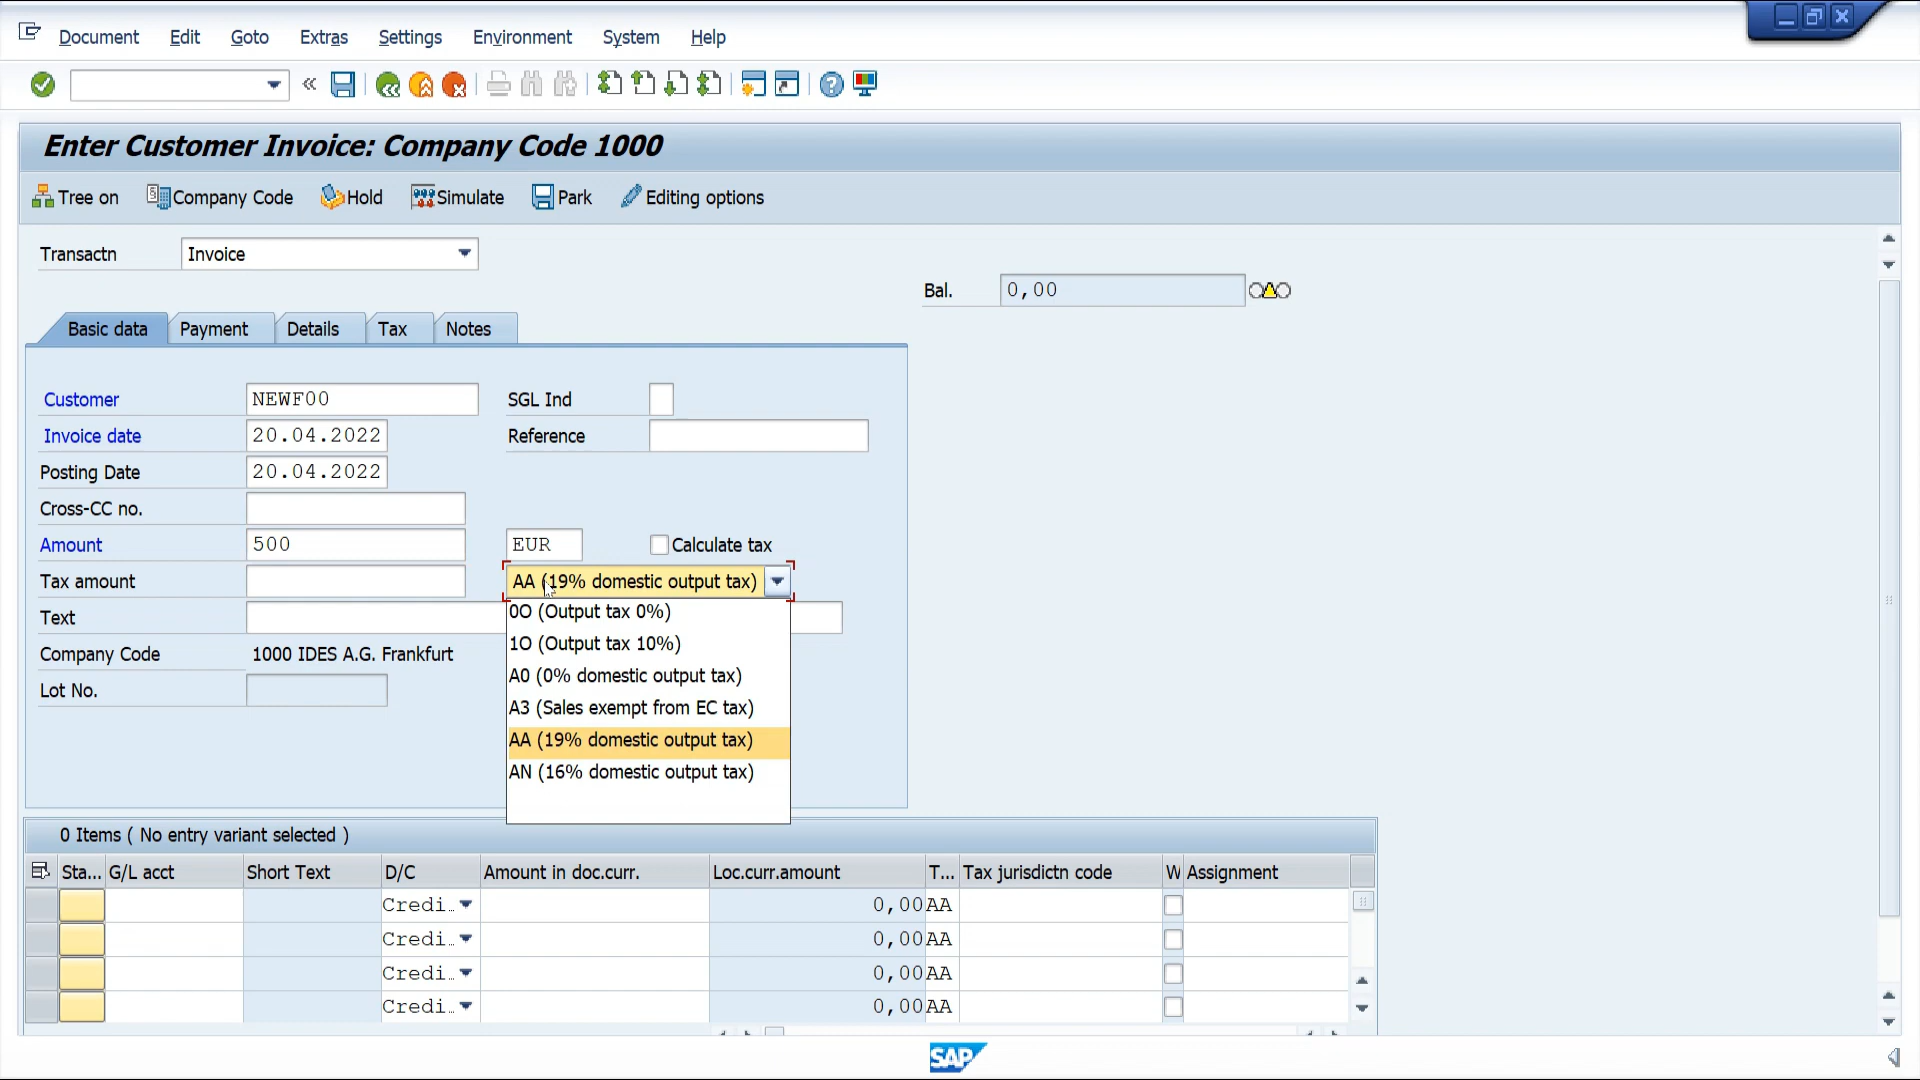 Document Edit Goto Extras Settings Environment System Help
Enter Customer Invoice: Company Code 1000
Tree on Company Code Hold Simulate Park Editing options
Transactn Invoice
Bal. 0,00
Basic data Payment Details Tax Notes
Customer NEWF00 SGL Ind
Invoice date 20.04.2022 Reference
Posting Date 20.04.2022
Cross-CC no.
Amount 500 EUR Calculate tax
Tax amount AA (19% domestic output tax)
Text 0O (Output tax 0%)
1O (Output tax 10%)
Company Code 1000 IDES A.G. Frankfurt
A0 (0% domestic output tax)
Lot No.
A3 (Sales exempt from EC tax)
AA (19% domestic output tax)
AN (16% domestic output tax)
0 Items ( No entry variant selected )
Sta... G/L acct Short Text D/C Amount in doc.curr. Loc.curr.amount T... Tax jurisdictn code W Assignment
Credi… 0,00 AA
Credi… 0,00 AA
Credi… 0,00 AA
Credi… 0,00 AA
SAP